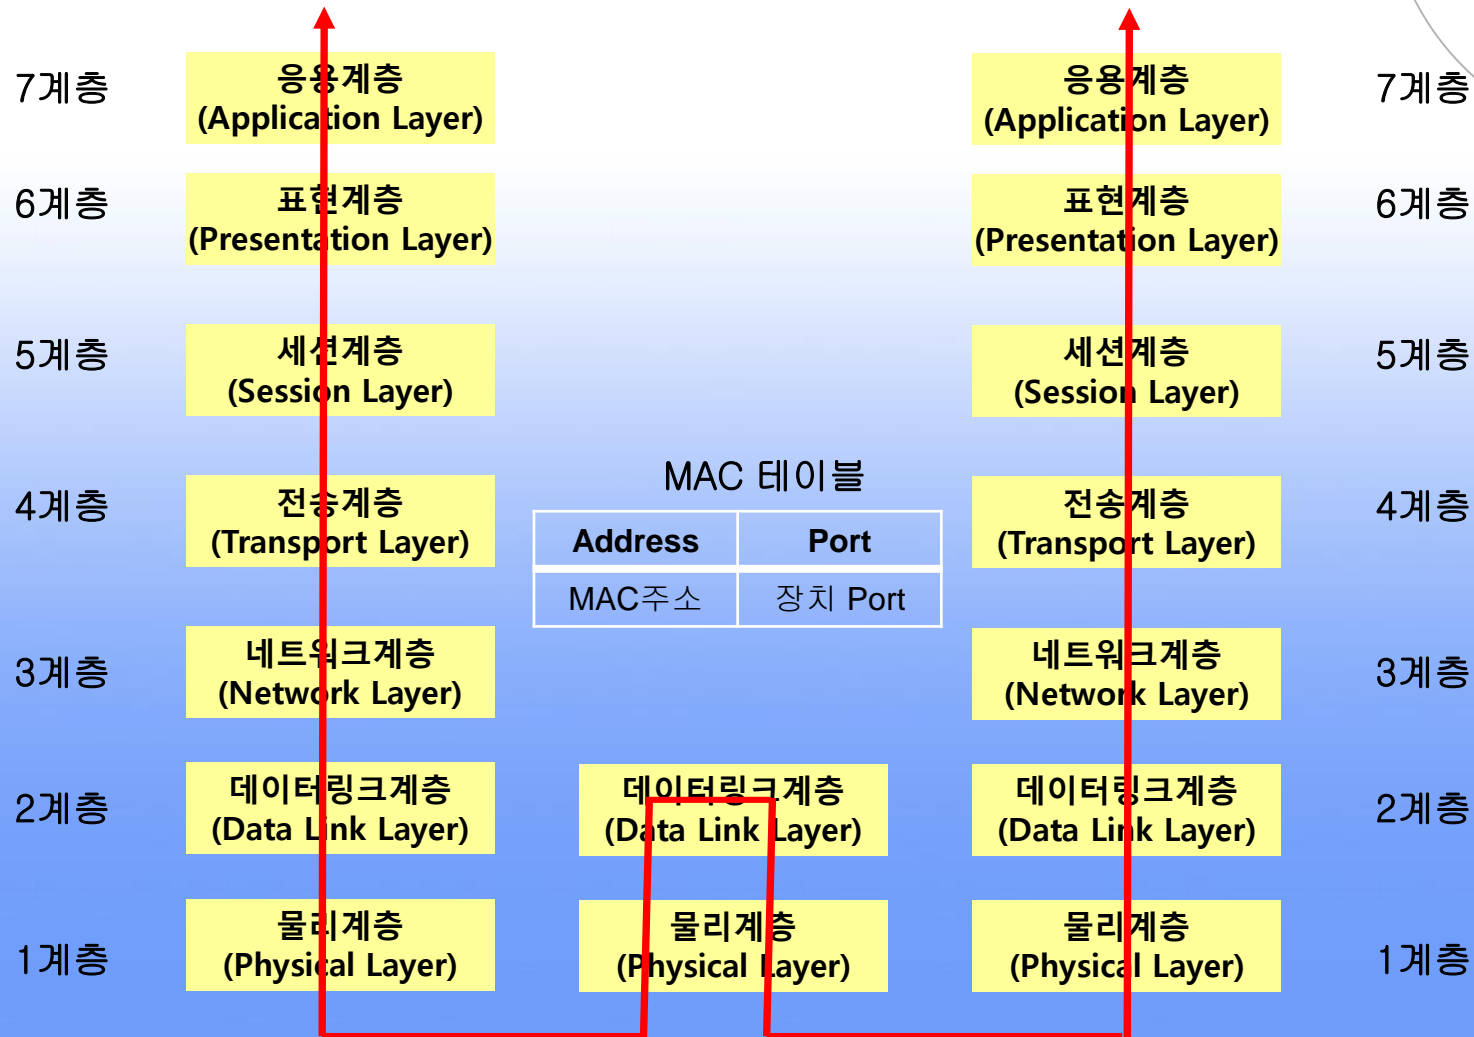 7계층
응용계층
(Application Layer)
응용계층
(Application Layer)
7계층
6계층
표현계층
(Presentation Layer)
표현계층
(Presentation Layer)
6계층
5계층
세션계층
(Session Layer)
세션계층
(Session Layer)
5계층
MAC 테이블
4계층
전송계층
(Transport Layer)
Address Port
MAC주소 장치 Port
전송계층
(Transport Layer)
4계층
3계층
네트워크계층
(Network Layer)
네트워크계층
(Network Layer)
3계층
2계층
데이터링크계층
(Data Link Layer)
데이터링크계층
(Data Link Layer)
데이터링크계층
(Data Link Layer)
2계층
1계층
물리계층
(Physical Layer)
물리계층
(Physical Layer)
물리계층
(Physical Layer)
1계층